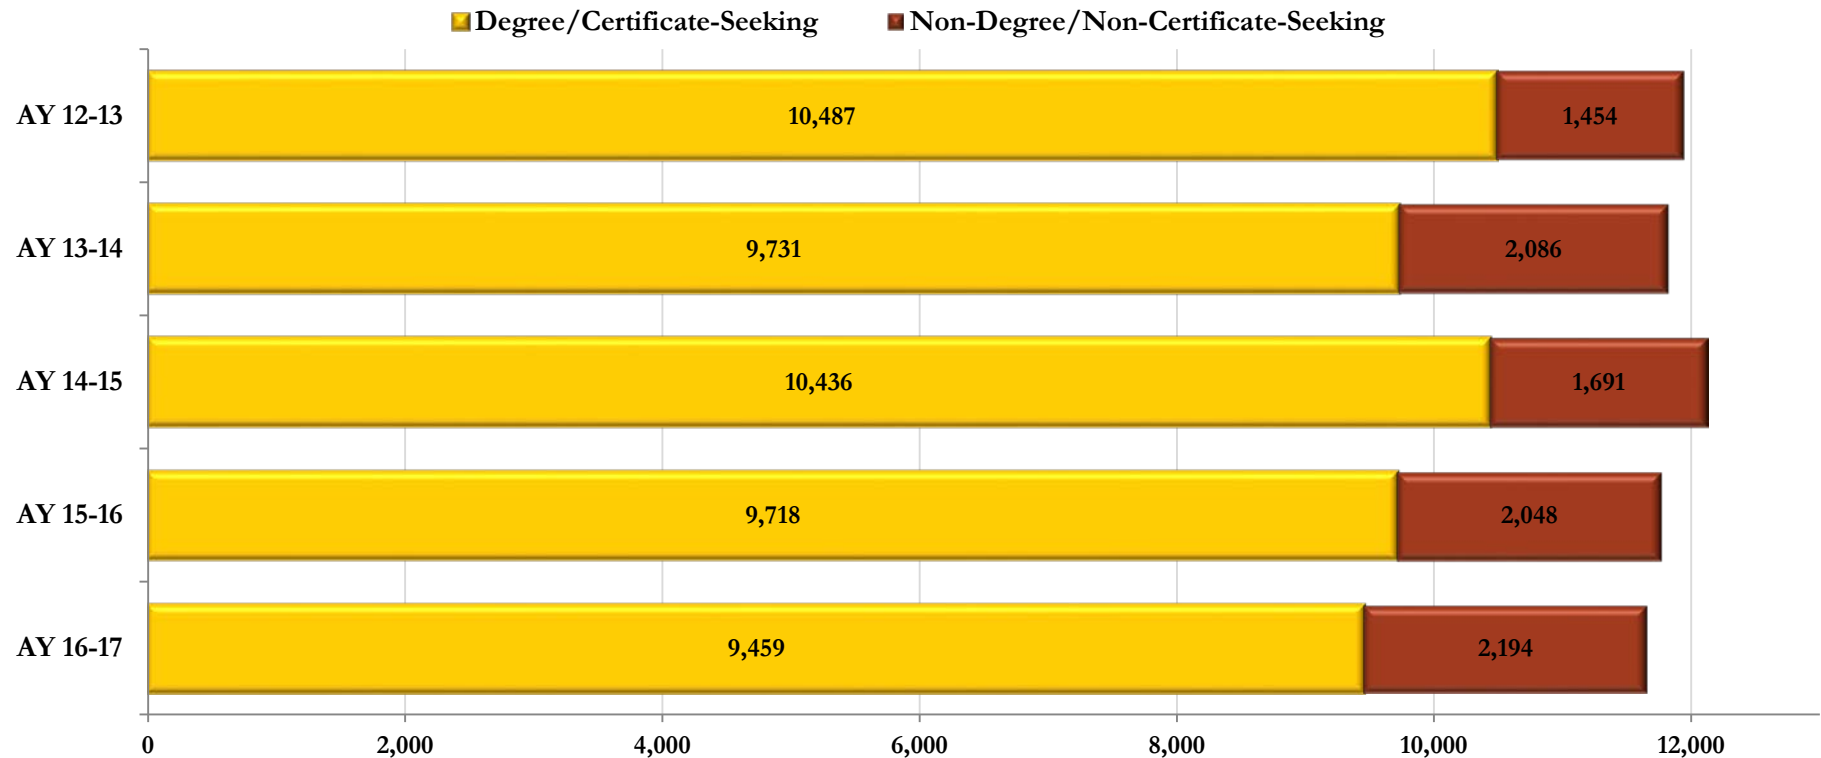 Degree/Certificate-Seeking Non-Degree/Non-Certificate-Seeking
AY 12-13 10,487 1,454
AY 13-14 9,731 2,086
AY 14-15 10,436 1,691
AY 15-16 9,718 2,048
AY 16-17 9,459 2,194
0 2,000 4,000 6,000 8,000 10,000 12,000